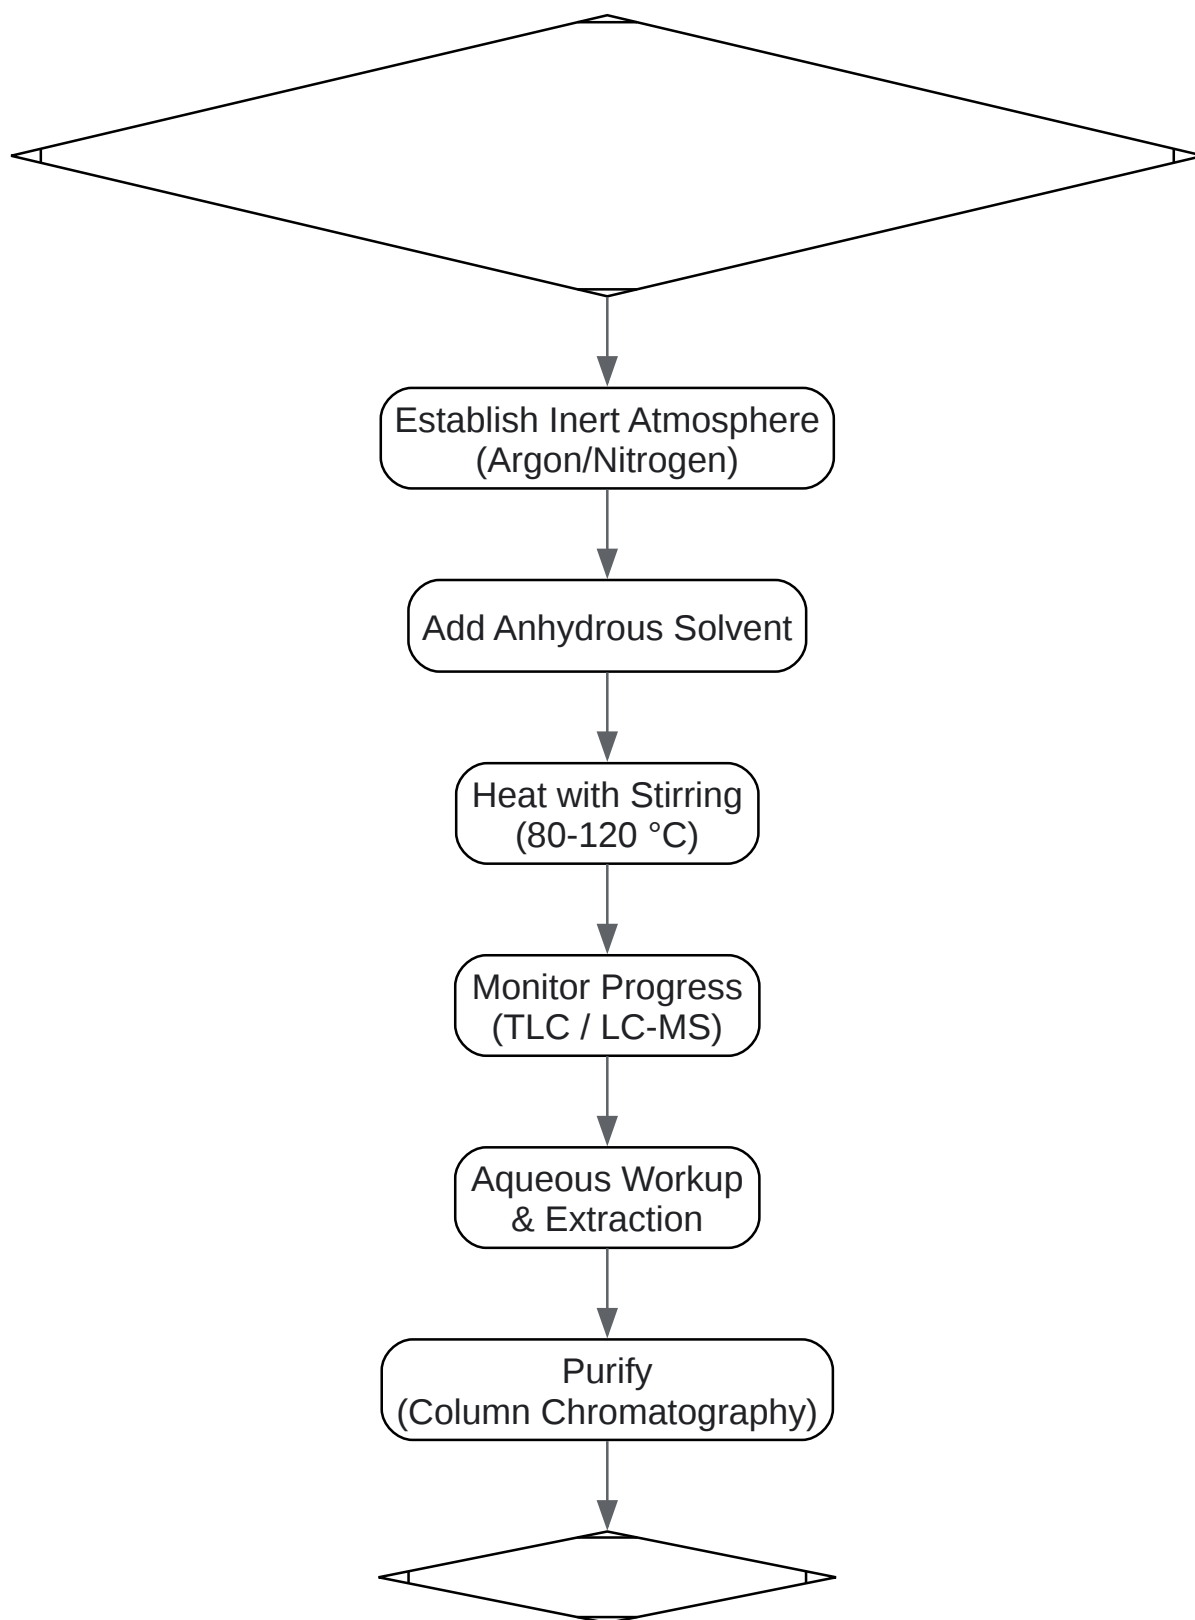 Establish Inert Atmosphere
(Argon/Nitrogen)
Add Anhydrous Solvent
Heat with Stirring
(80-120 °C)
Monitor Progress
(TLC / LC-MS)
Aqueous Workup
& Extraction
Purify
(Column Chromatography)